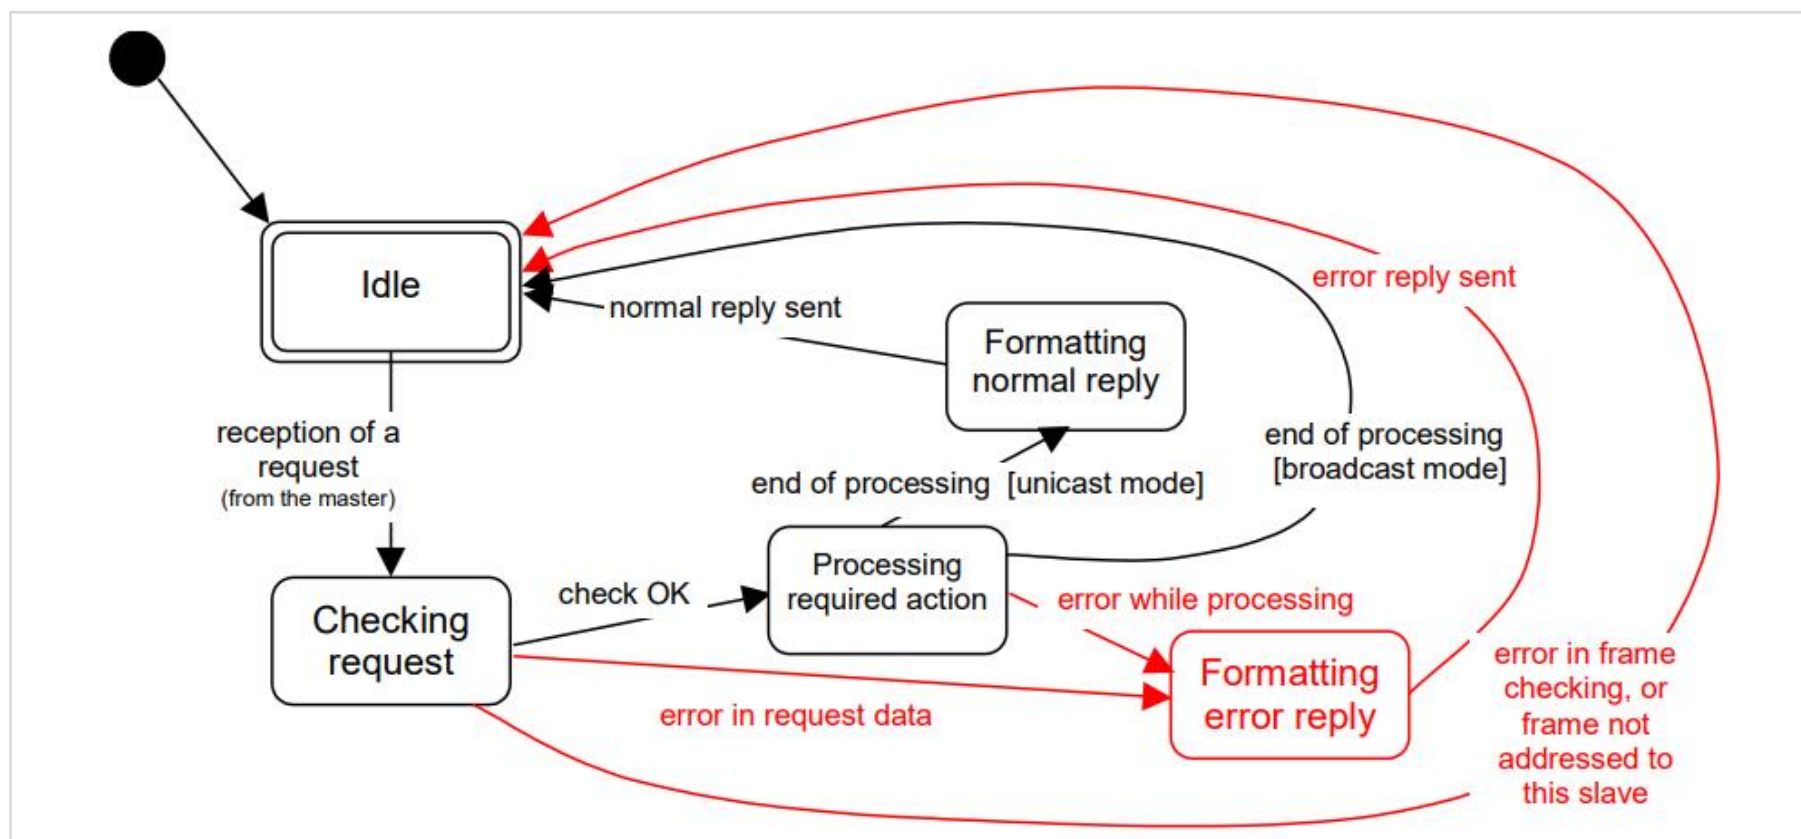 Idle
error reply sent
normal reply sent
Formatting
normal reply
reception of a
request
(from the master)
end of processing
[broadcast mode]
end of processing [unicast mode]
Processing
required action
check OK
error while processing
Checking
request
error in request data
Formatting
error reply
error in frame
checking, or
frame not
addressed to
this slave